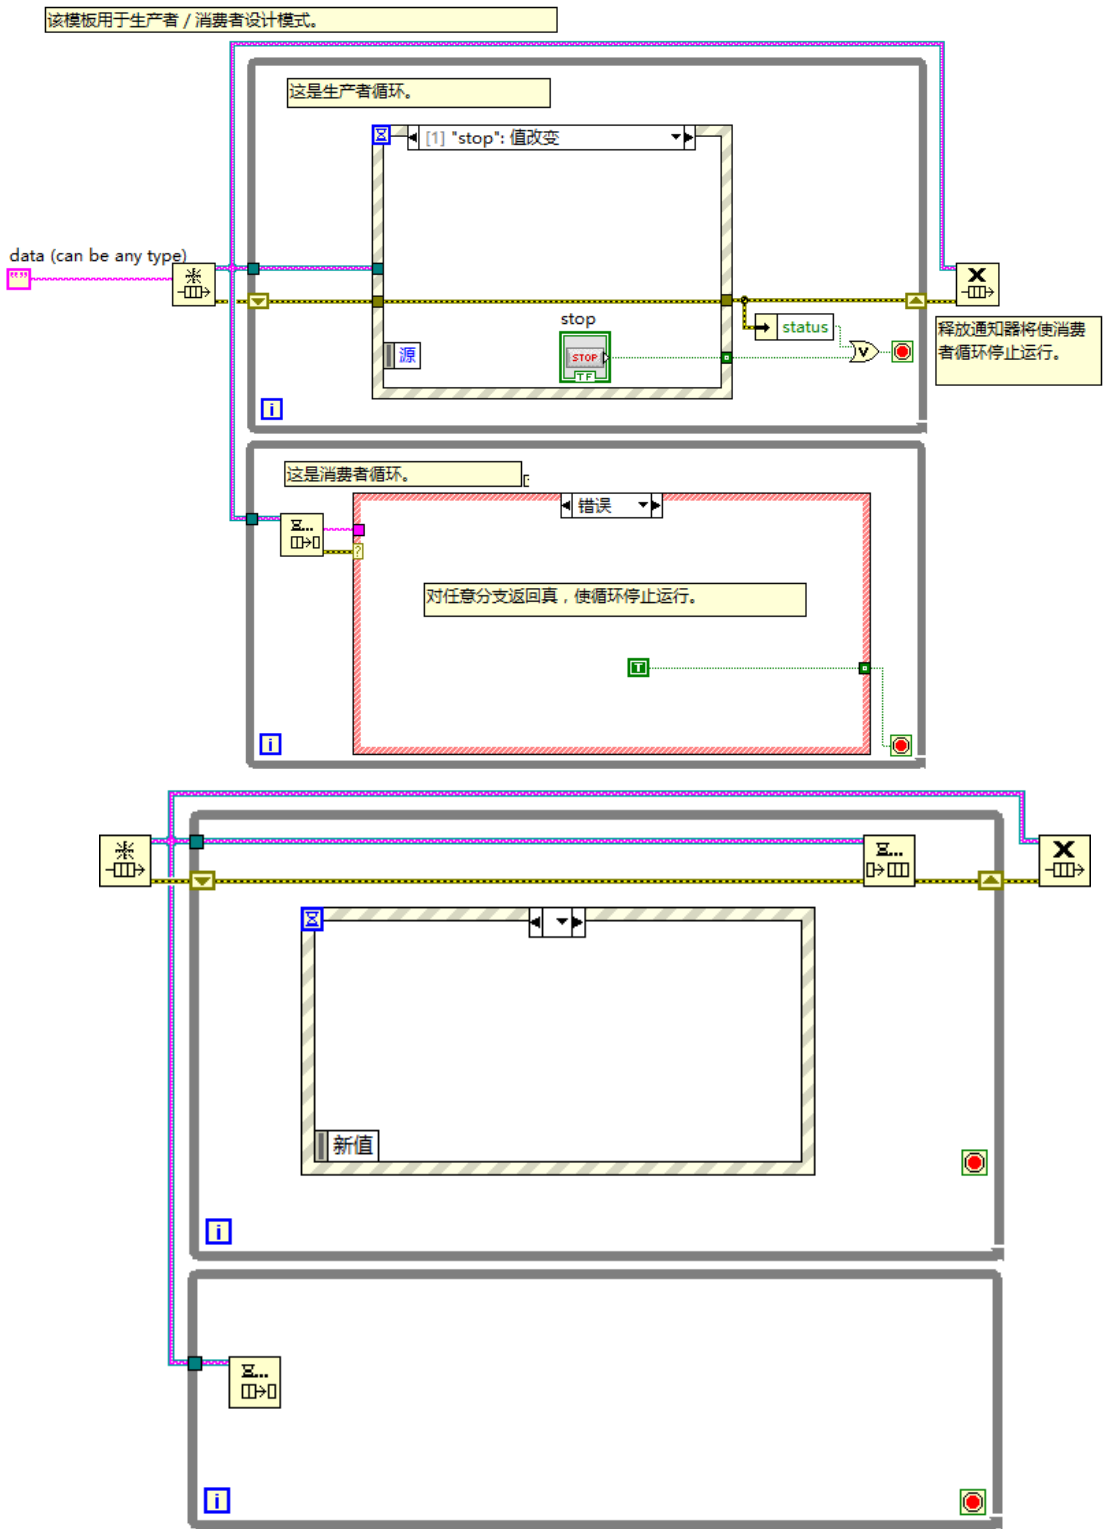 该模板用于生产者 / 消费者设计模式。
这是生产者循环。
[1] "stop": 值改变
data (can be any type)
""
stop
STOP
TF
源
status
V
释放通知器将使消费
者循环停止运行。
i
这是消费者循环。
错误
?
对任意分支返回真，使循环停止运行。
T
i
新值
i
i